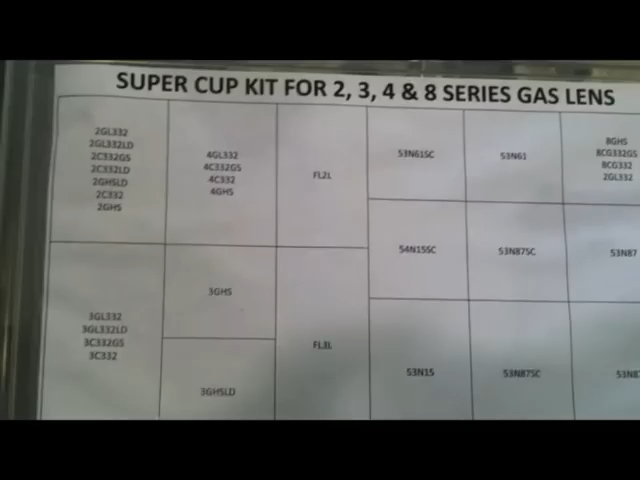 SUPER CUP KIT FOR 2, 3, 4 & 8 SERIES GAS LENS
2GL332
2GL332LD
2C332GS
2C332LD
2GHSLD
2C332
2GHS
4GL332
4C332GS
4C332
4GHS
FL2L
53N61SC
53N61
8GHS
8CG332GS
8CG332
2GL332
54N15SC
53N87SC
53N87
3GL332
3GL332LD
3C332GS
3C332
3GHS
3GHSLD
FL3L
53N15
53N87SC